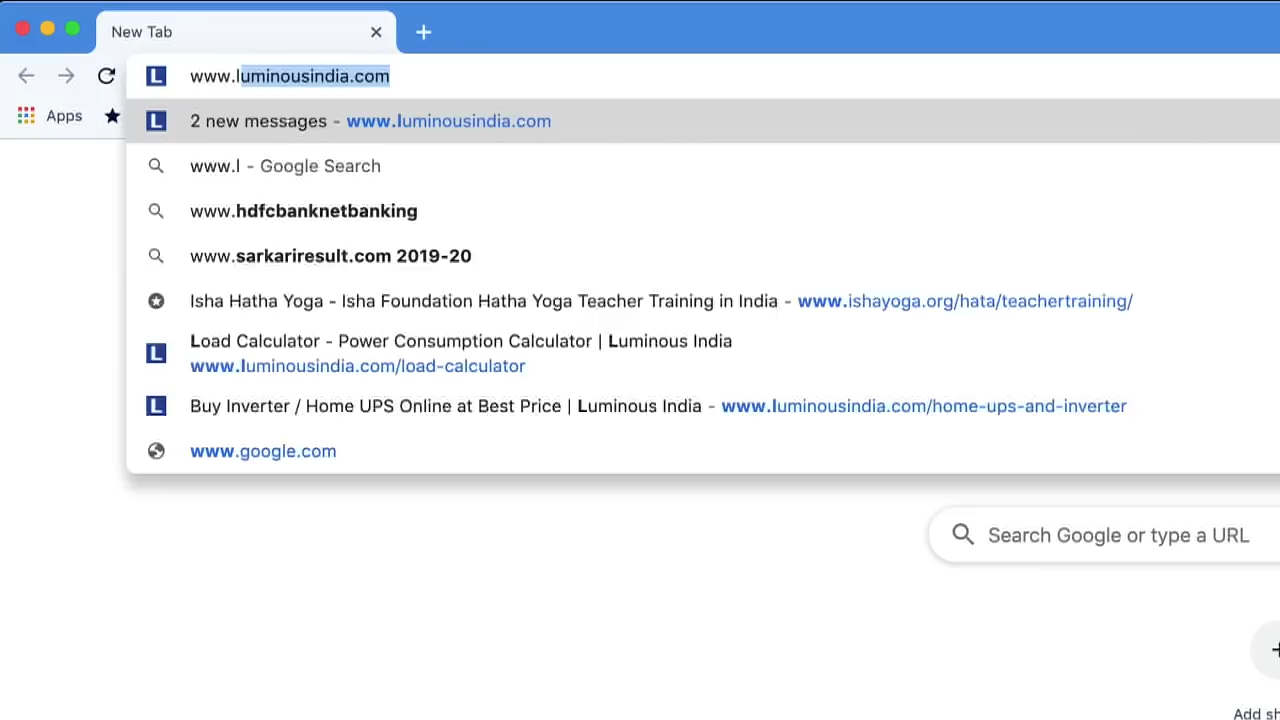 New Tab
www.luminousindia.com
Apps
2 new messages - www.luminousindia.com
www.l - Google Search
www.hdfcbanknetbanking
www.sarkariresult.com 2019-20
Isha Hatha Yoga - Isha Foundation Hatha Yoga Teacher Training in India - www.ishayoga.org/hata/teachertraining/
Load Calculator - Power Consumption Calculator | Luminous India
www.luminousindia.com/load-calculator
Buy Inverter / Home UPS Online at Best Price | Luminous India - www.luminousindia.com/home-ups-and-inverter
www.google.com
Search Google or type a URL
Add sh